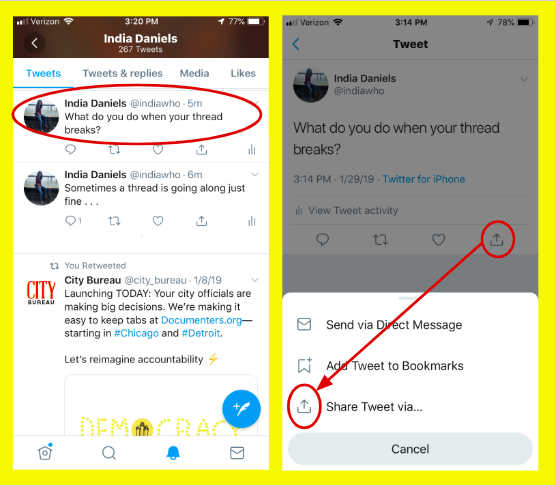 Verizon 3:20 PM 77%
India Daniels
267 Tweets
Tweets Tweets & replies Media Likes
India Daniels @indiawho · 5m
What do you do when your thread
breaks?
India Daniels @indiawho · 6m
Sometimes a thread is going along just
fine . . .
1
You Retweeted
City Bureau @city_bureau · 1/8/19
CITY
BUREAU
Launching TODAY: Your city officials are
making big decisions. We're making it
easy to keep tabs at Documenters.org—
starting in #Chicago and #Detroit.
Let's reimagine accountability ⚡
DEMOCRACY
Verizon 3:14 PM 78%
Tweet
India Daniels
@indiawho
What do you do when your thread
breaks?
3:14 PM · 1/29/19 · Twitter for iPhone
View Tweet activity
Send via Direct Message
Add Tweet to Bookmarks
Share Tweet via...
Cancel